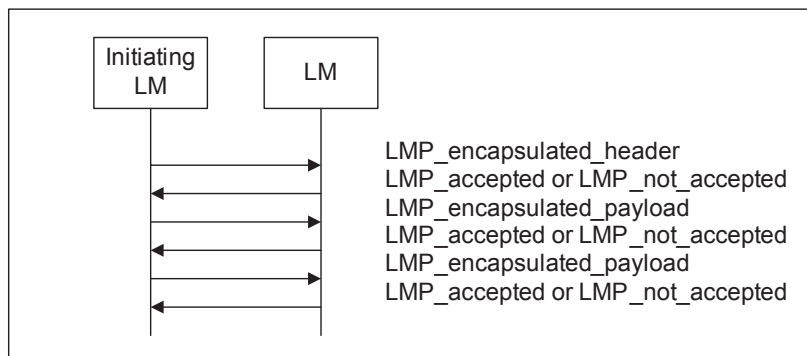 Initiating
LM
LM
LMP_encapsulated_header
LMP_accepted or LMP_not_accepted
LMP_encapsulated_payload
LMP_accepted or LMP_not_accepted
LMP_encapsulated_payload
LMP_accepted or LMP_not_accepted